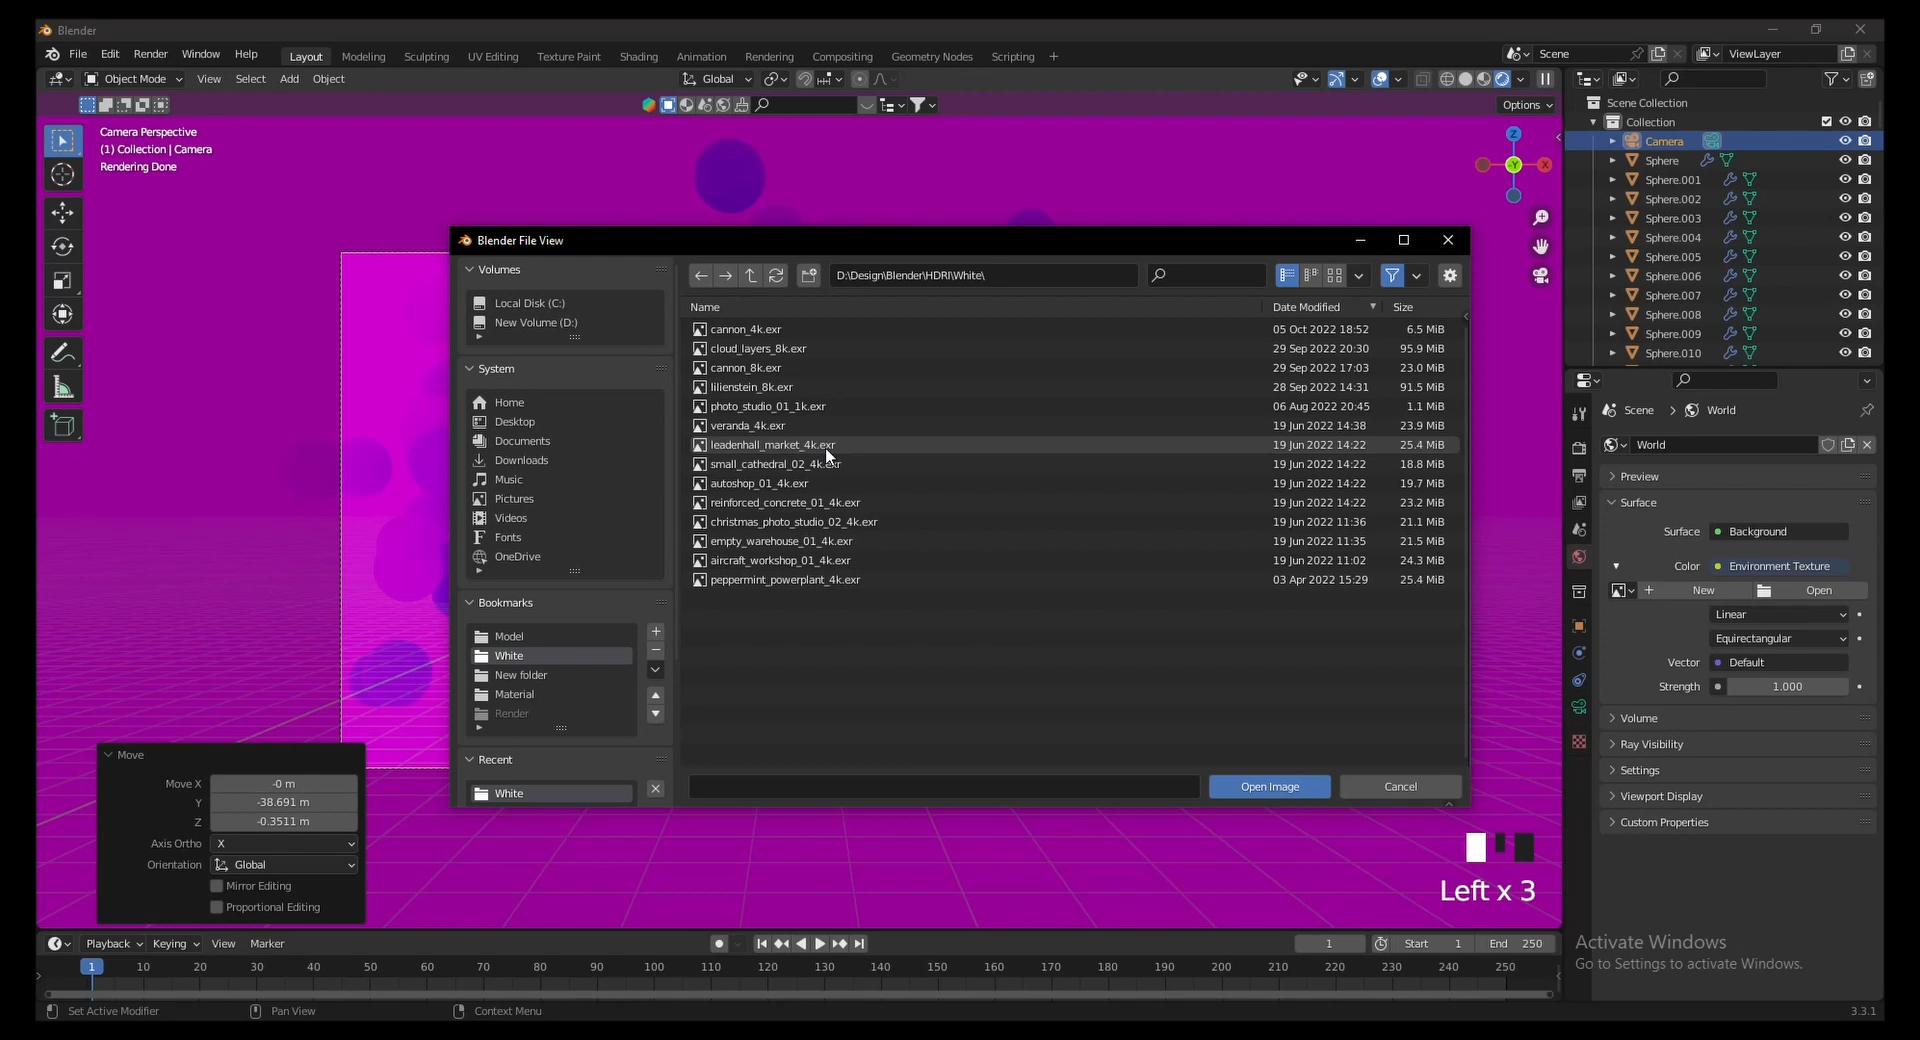 Blender
File Edit Render Window Help Layout Modeling Sculpting UV Editing Texture Paint Shading Animation Rendering Compositing Geometry Nodes Scripting + Scene ViewLayer
Object Mode View Select Add Object Global
Options
Camera Perspective
(1) Collection | Camera
Rendering Done
Z
Y
X
Scene Collection
Collection
Camera
Sphere
Sphere.001
Sphere.002
Sphere.003
Sphere.004
Sphere.005
Sphere.006
Sphere.007
Sphere.008
Sphere.009
Sphere.010
Blender File View
Volumes
Local Disk (C:)
New Volume (D:)
System
Home
Desktop
Documents
Downloads
Music
Pictures
Videos
Fonts
OneDrive
Bookmarks
Model
White
New folder
Material
Render
Recent
White
D:\Design\Blender\HDRI\White\
Name Date Modified Size
cannon_4k.exr 05 Oct 2022 18:52 6.5 MiB
cloud_layers_8k.exr 29 Sep 2022 20:30 95.9 MiB
cannon_8k.exr 29 Sep 2022 17:03 23.0 MiB
lilienstein_8k.exr 28 Sep 2022 14:31 91.5 MiB
photo_studio_01_1k.exr 06 Aug 2022 20:45 1.1 MiB
veranda_4k.exr 19 Jun 2022 14:38 23.9 MiB
leadenhall_market_4k.exr 19 Jun 2022 14:22 25.4 MiB
small_cathedral_02_4k.exr 19 Jun 2022 14:22 18.8 MiB
autoshop_01_4k.exr 19 Jun 2022 14:22 19.7 MiB
reinforced_concrete_01_4k.exr 19 Jun 2022 14:22 23.2 MiB
christmas_photo_studio_02_4k.exr 19 Jun 2022 11:36 21.1 MiB
empty_warehouse_01_4k.exr 19 Jun 2022 11:35 21.5 MiB
aircraft_workshop_01_4k.exr 19 Jun 2022 11:02 24.3 MiB
peppermint_powerplant_4k.exr 03 Apr 2022 15:29 25.4 MiB
Open Image Cancel
Scene > World
World
Preview
Surface
Surface Background
Color Environment Texture
New Open
Linear
Equirectangular
Vector Default
Strength 1.000
Volume
Ray Visibility
Settings
Viewport Display
Custom Properties
Move
Move X -0 m
Y -38.691 m
Z -0.3511 m
Axis Ortho X
Orientation Global
Mirror Editing
Proportional Editing
Left x 3
Activate Windows
Go to Settings to activate Windows.
Playback Keying View Marker 1 Start 1 End 250
1 10 20 30 40 50 60 70 80 90 100 110 120 130 140 150 160 170 180 190 200 210 220 230 240 250
Set Active Modifier Pan View Context Menu 3.3.1